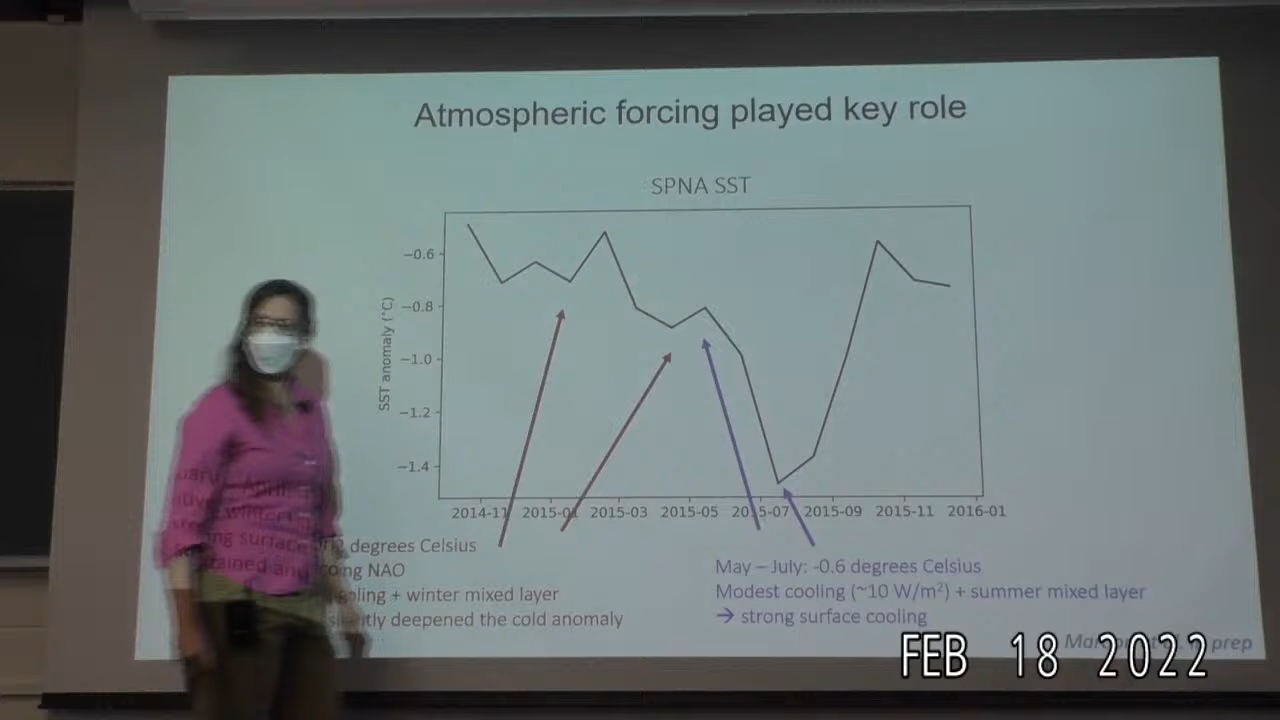 Atmospheric forcing played key role
SPNA SST
SST anomaly (°C)
−0.6
−0.8
−1.0
−1.2
−1.4
2014-11 2015-01 2015-03 2015-05 2015-07 2015-09 2015-11 2016-01
degrees Celsius
NAO
+ winter mixed layer
deepened the cold anomaly
May – July: -0.6 degrees Celsius
Modest cooling (~10 W/m²) + summer mixed layer
→ strong surface cooling
prep
FEB 18 2022